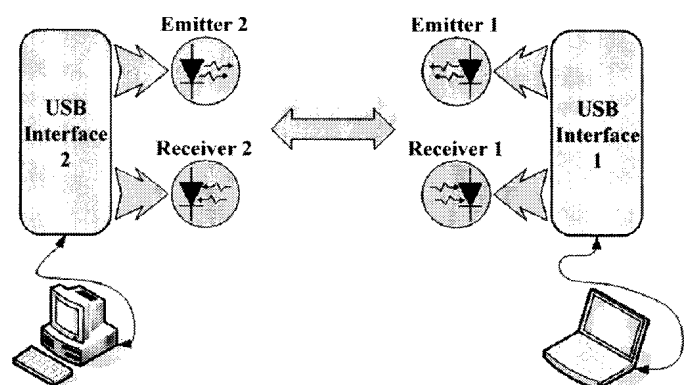 Emitter 2
Emitter 1
USB
Interface
2
USB
Interface
1
Receiver 2
Receiver 1